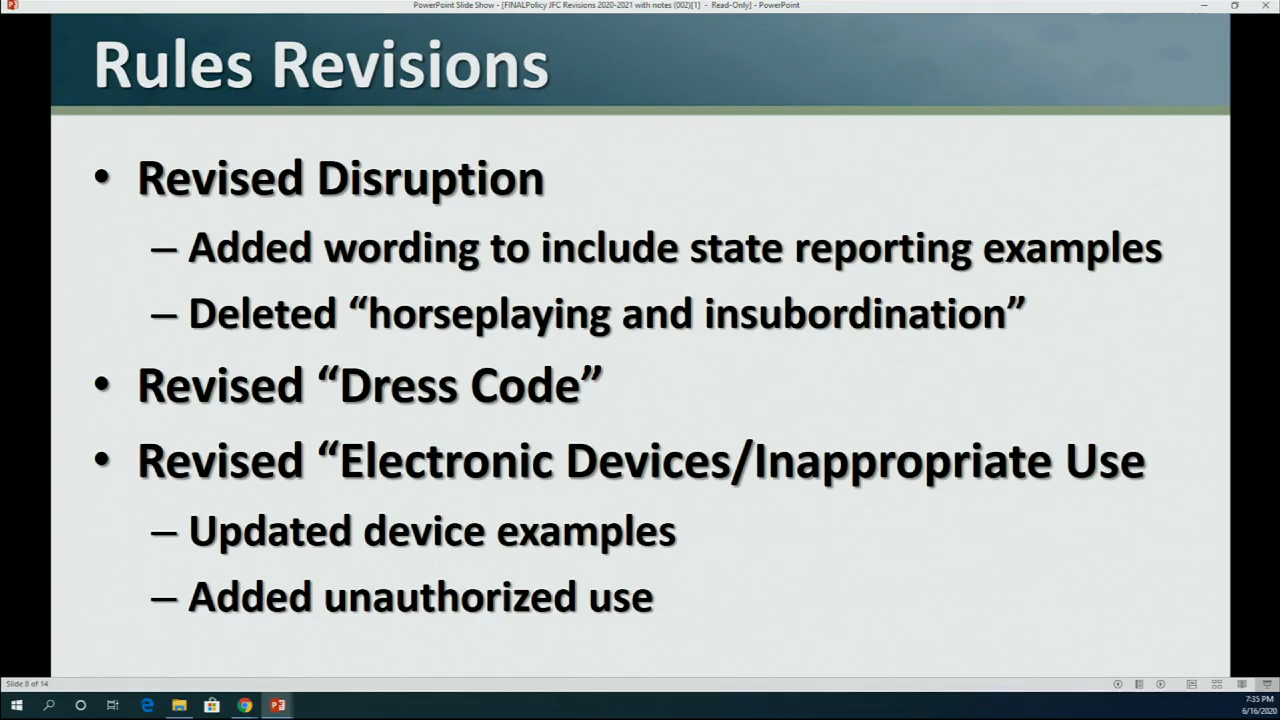 PowerPoint Slide Show - [FINALPolicy JFC Revisions 2020-2021 with notes (002)[1] - Read-Only] - PowerPoint
Rules Revisions
• Revised Disruption
– Added wording to include state reporting examples
– Deleted “horseplaying and insubordination”
• Revised “Dress Code”
• Revised “Electronic Devices/Inappropriate Use
– Updated device examples
– Added unauthorized use
Slide 8 of 14
7:35 PM
6/16/2020